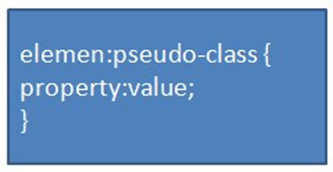 elemen:pseudo-class {
property:value;
}